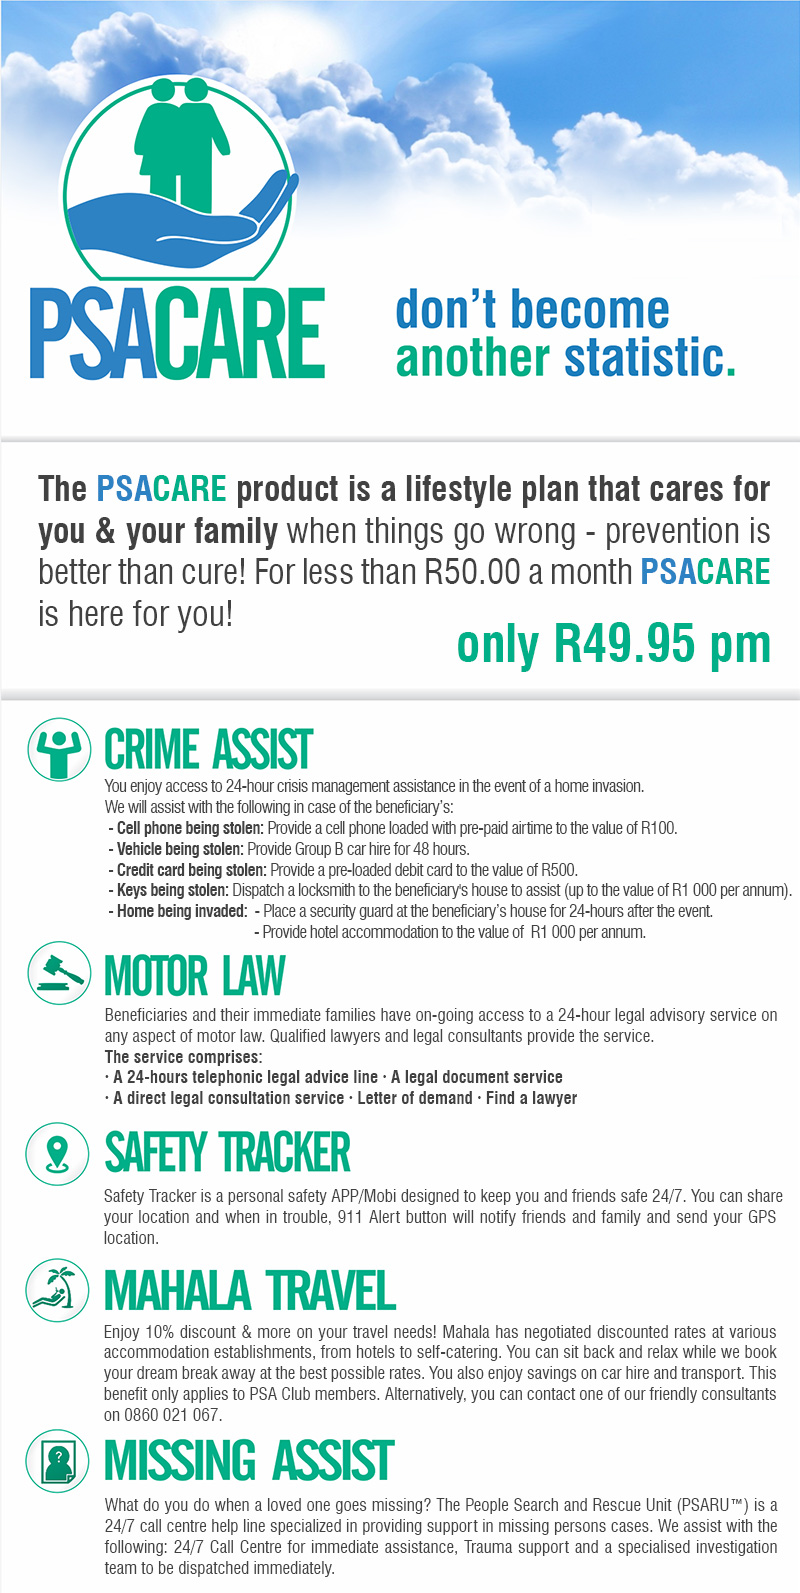 PSACARE
don't become
another statistic.
The PSACARE product is a lifestyle plan that cares for
you & your family when things go wrong - prevention is
better than cure! For less than R50.00 a month PSACARE
is here for you!
only R49.95 pm
CRIME ASSIST
You enjoy access to 24-hour crisis management assistance in the event of a home invasion.
We will assist with the following in case of the beneficiary's:
- Cell phone being stolen: Provide a cell phone loaded with pre-paid airtime to the value of R100.
- Vehicle being stolen: Provide Group B car hire for 48 hours.
- Credit card being stolen: Provide a pre-loaded debit card to the value of R500.
- Keys being stolen: Dispatch a locksmith to the beneficiary's house to assist (up to the value of R1 000 per annum).
- Home being invaded: - Place a security guard at the beneficiary's house for 24-hours after the event.
- Provide hotel accommodation to the value of R1 000 per annum.
MOTOR LAW
Beneficiaries and their immediate families have on-going access to a 24-hour legal advisory service on
any aspect of motor law. Qualified lawyers and legal consultants provide the service.
The service comprises:
· A 24-hours telephonic legal advice line · A legal document service
· A direct legal consultation service · Letter of demand · Find a lawyer
SAFETY TRACKER
Safety Tracker is a personal safety APP/Mobi designed to keep you and friends safe 24/7. You can share
your location and when in trouble, 911 Alert button will notify friends and family and send your GPS
location.
MAHALA TRAVEL
Enjoy 10% discount & more on your travel needs! Mahala has negotiated discounted rates at various
accommodation establishments, from hotels to self-catering. You can sit back and relax while we book
your dream break away at the best possible rates. You also enjoy savings on car hire and transport. This
benefit only applies to PSA Club members. Alternatively, you can contact one of our friendly consultants
on 0860 021 067.
?
MISSING ASSIST
What do you do when a loved one goes missing? The People Search and Rescue Unit (PSARU™) is a
24/7 call centre help line specialized in providing support in missing persons cases. We assist with the
following: 24/7 Call Centre for immediate assistance, Trauma support and a specialised investigation
team to be dispatched immediately.